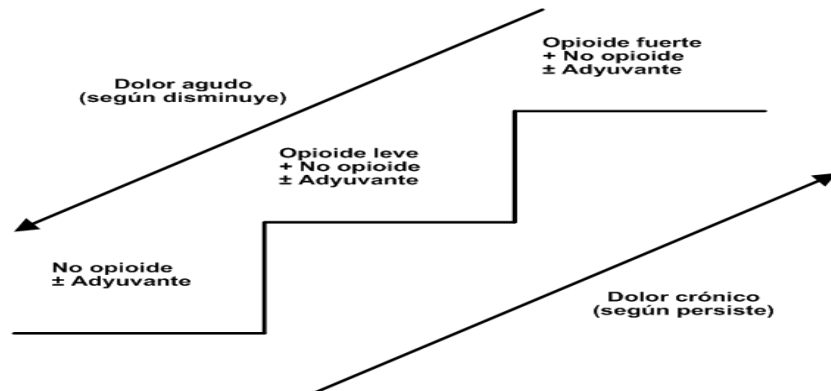 Opioide fuerte
+ No opioide
± Adyuvante
Dolor agudo
(según disminuye)
Opioide leve
+ No opioide
± Adyuvante
No opioide
± Adyuvante
Dolor crónico
(según persiste)